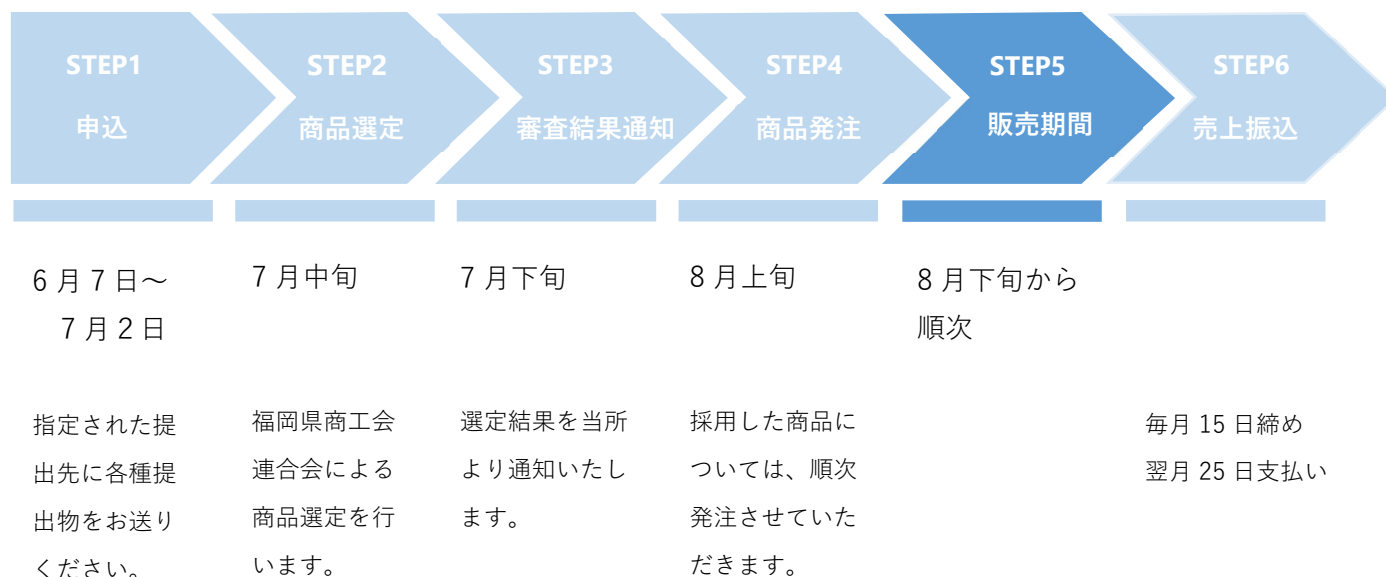 STEP1
申込
STEP2
商品選定
STEP3
審査結果通知
STEP4
商品発注
STEP5
販売期間
STEP6
売上振込
6月7日～
7月2日
7月中旬
7月下旬
8月上旬
8月下旬から
順次
指定された提
出先に各種提
出物をお送り
ください。
福岡県商工会
連合会による
商品選定を行
います。
選定結果を当所
より通知いたし
ます。
採用した商品に
ついては、順次
発注させていた
だきます。
毎月 15 日締め
翌月 25 日支払い